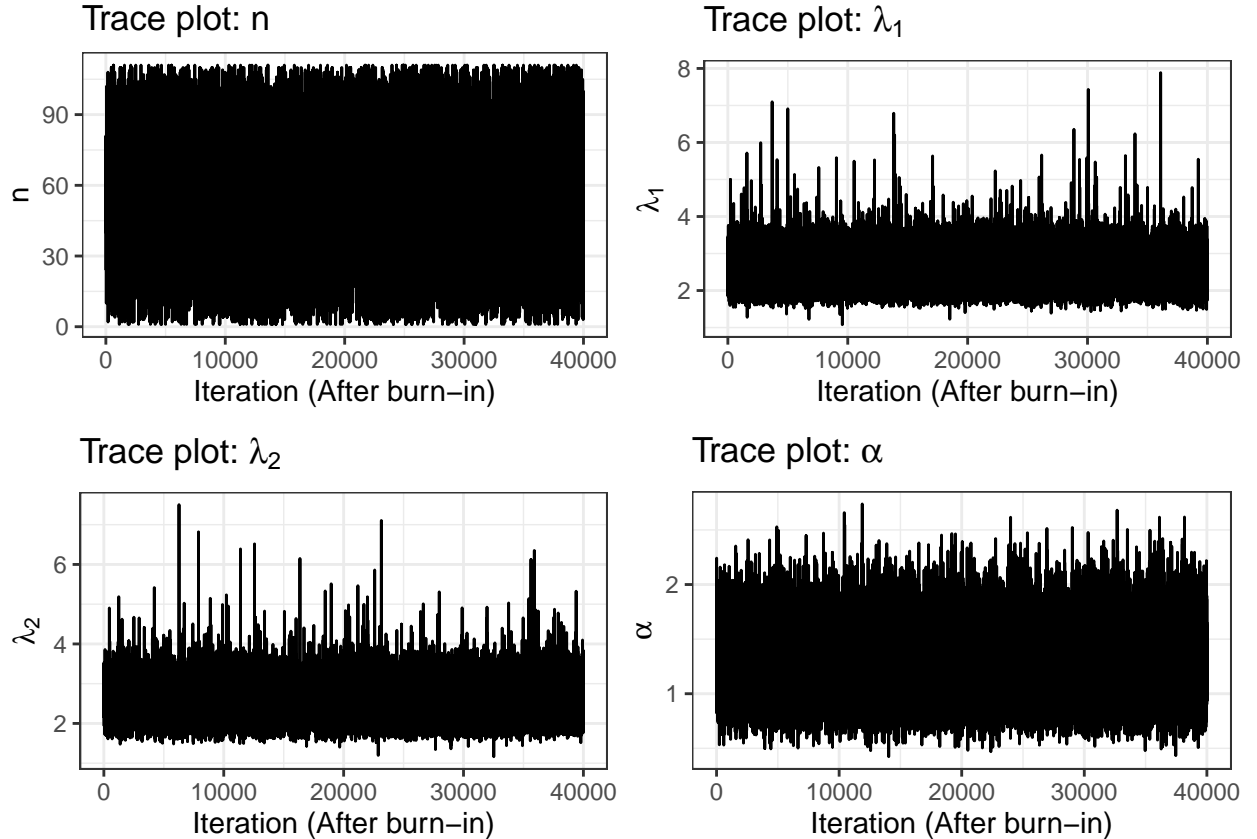 Trace plot: n
n
90
60
30
0
0 10000 20000 30000 40000
Iteration (After burn−in)
Trace plot: λ₁
λ₁
8
6
4
2
0 10000 20000 30000 40000
Iteration (After burn−in)
Trace plot: λ₂
λ₂
6
4
2
0 10000 20000 30000 40000
Iteration (After burn−in)
Trace plot: α
α
2
1
0 10000 20000 30000 40000
Iteration (After burn−in)